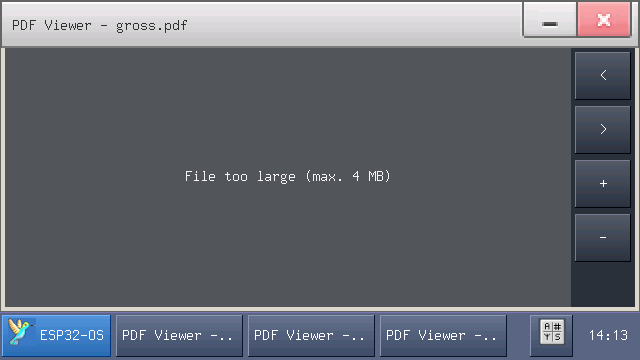 PDF Viewer - gross.pdf
<
>
File too large (max. 4 MB)
+
-
ESP32-OS
PDF Viewer -..
PDF Viewer -..
PDF Viewer -..
A#
YS
14:13